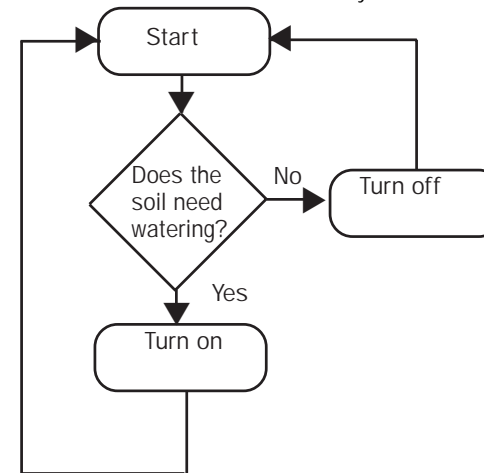 Start
Does the
soil need
watering?
No
Turn off
Yes
Turn on